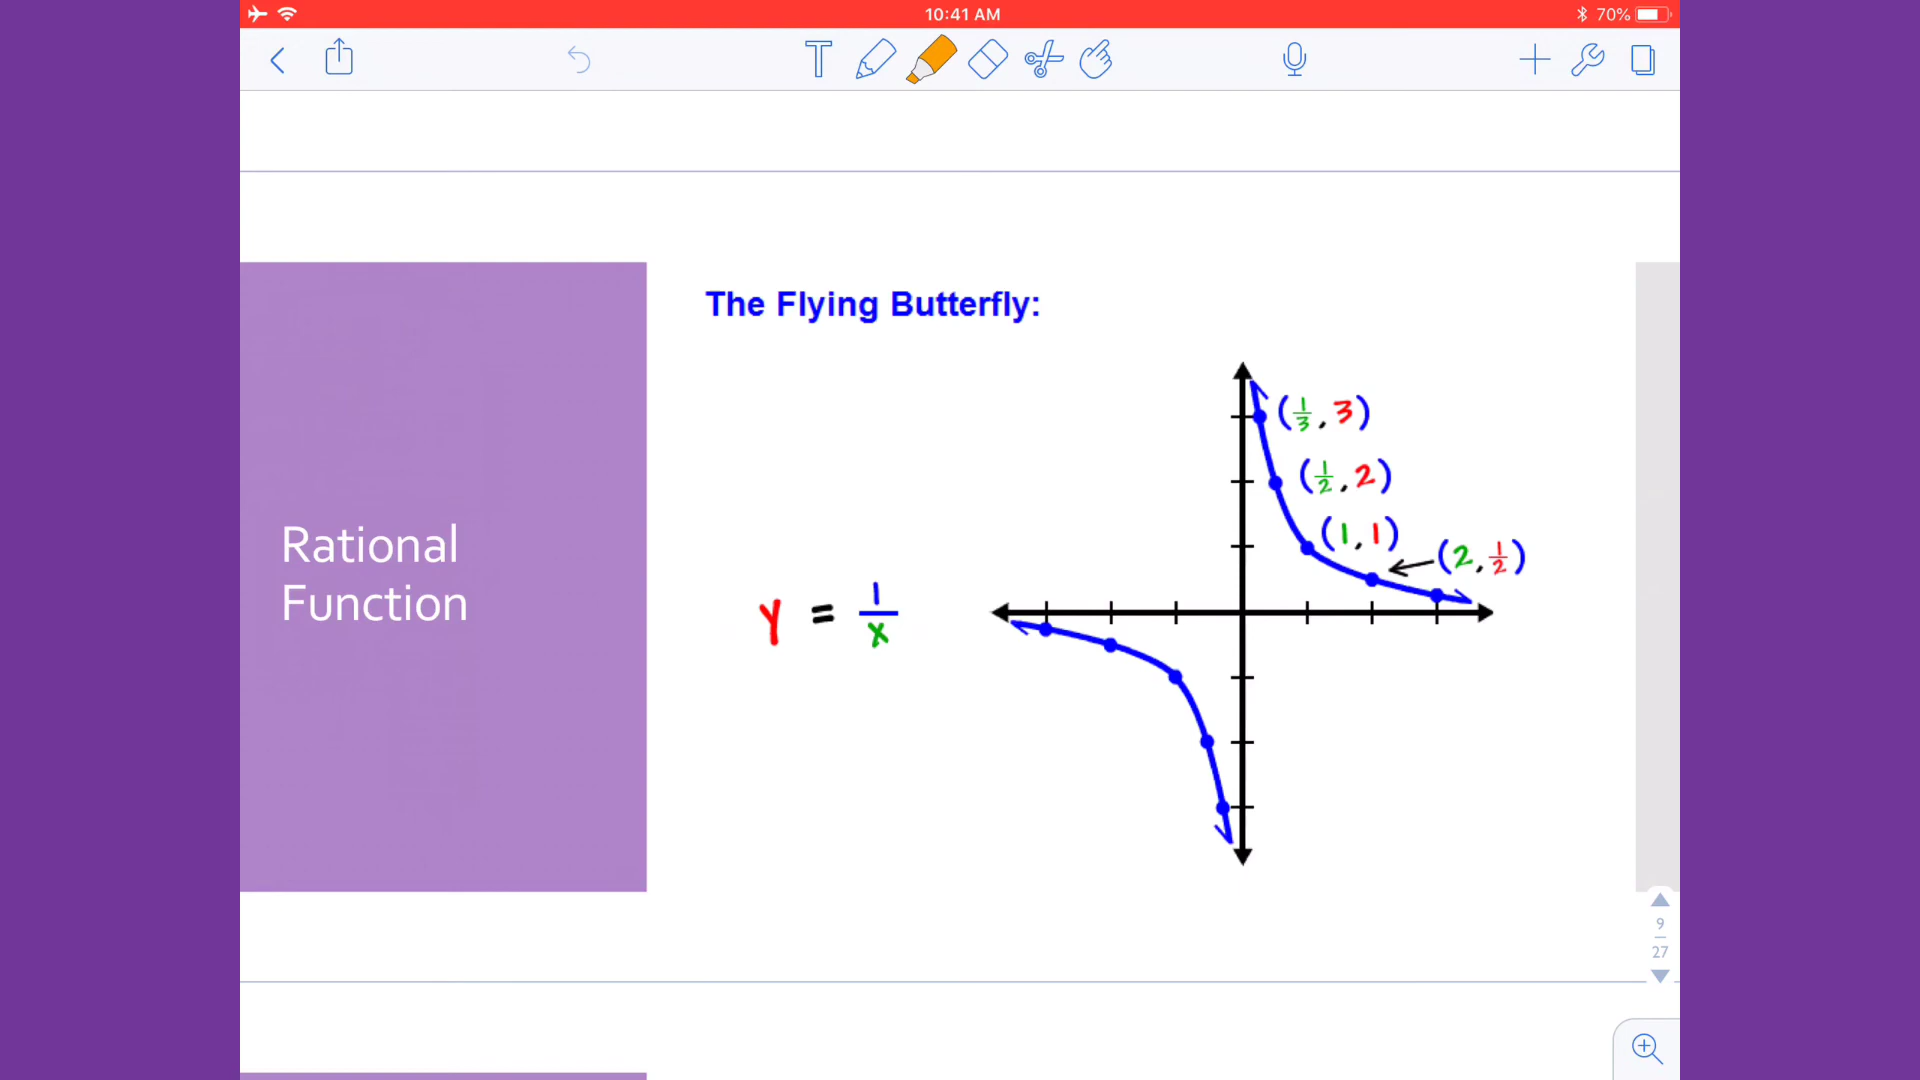 10:41 AM
70%
T
The Flying Butterfly:
(1/3, 3)
(1/2, 2)
(1, 1)
(2, 1/2)
Rational
Function
y = 1/x
9
27